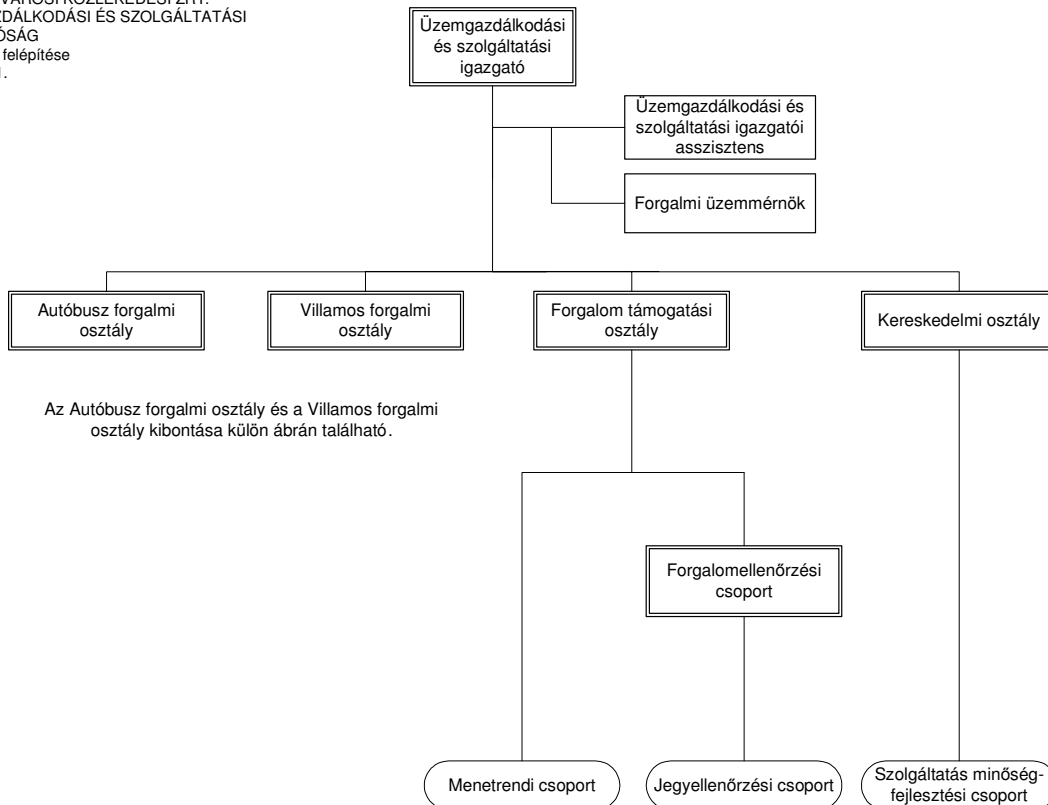 ZDÁLKODÁSI ÉS SZOLGÁLTATÁSI
ÓSÁG
felépítése
Üzemgazdálkodási
és szolgáltatási
igazgató
Üzemgazdálkodási és
szolgáltatási igazgatói
asszisztens
Forgalmi üzemmérnök
Autóbusz forgalmi
osztály
Villamos forgalmi
osztály
Forgalom támogatási
osztály
Kereskedelmi osztály
Az Autóbusz forgalmi osztály és a Villamos forgalmi
osztály kibontása külön ábrán található.
Forgalomellenőrzési
csoport
Menetrendi csoport
Jegyellenőrzési csoport
Szolgáltatás minőség-
fejlesztési csoport